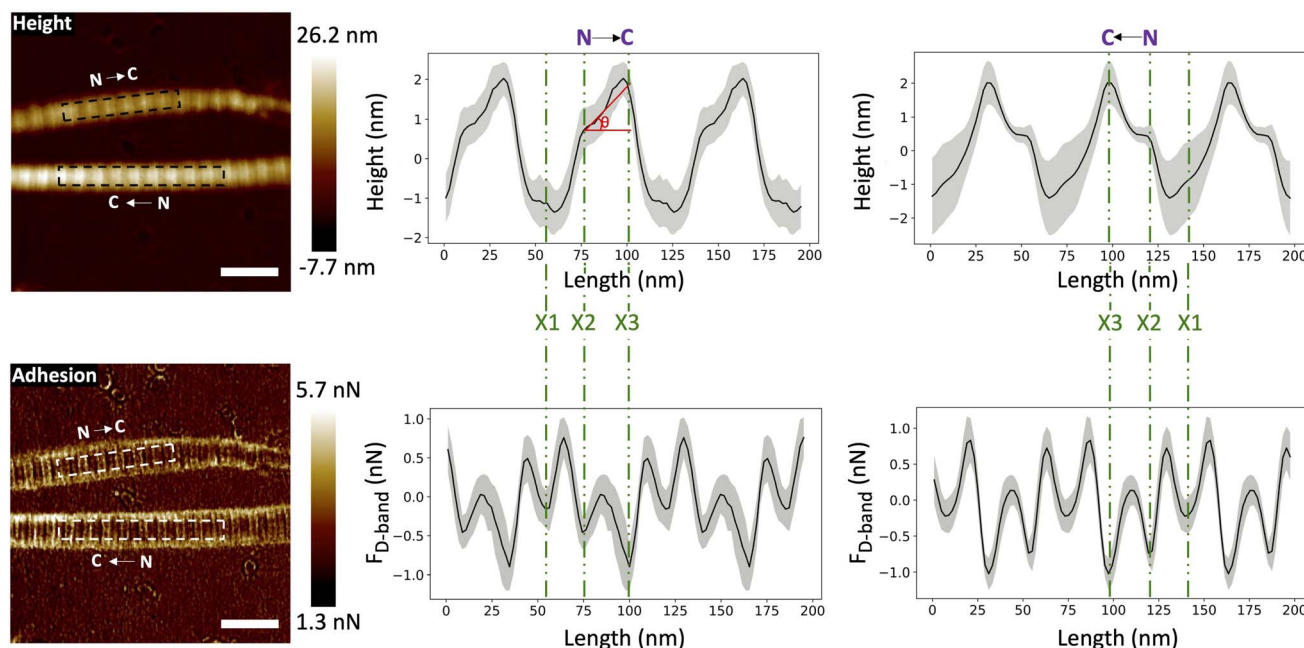 Height
N→C
C←N
26.2 nm
-7.7 nm
N→C
Height (nm)
2
1
0
−1
−2
θ
0 25 50 75 100 125 150 175 200
Length (nm)
C←N
Height (nm)
2
1
0
−1
−2
0 25 50 75 100 125 150 175 200
Length (nm)
X1 X2 X3
X3 X2 X1
Adhesion
N→C
C←N
5.7 nN
1.3 nN
F_D-band (nN)
1.0
0.5
0.0
−0.5
−1.0
0 25 50 75 100 125 150 175 200
Length (nm)
F_D-band (nN)
1.0
0.5
0.0
−0.5
−1.0
0 25 50 75 100 125 150 175 200
Length (nm)